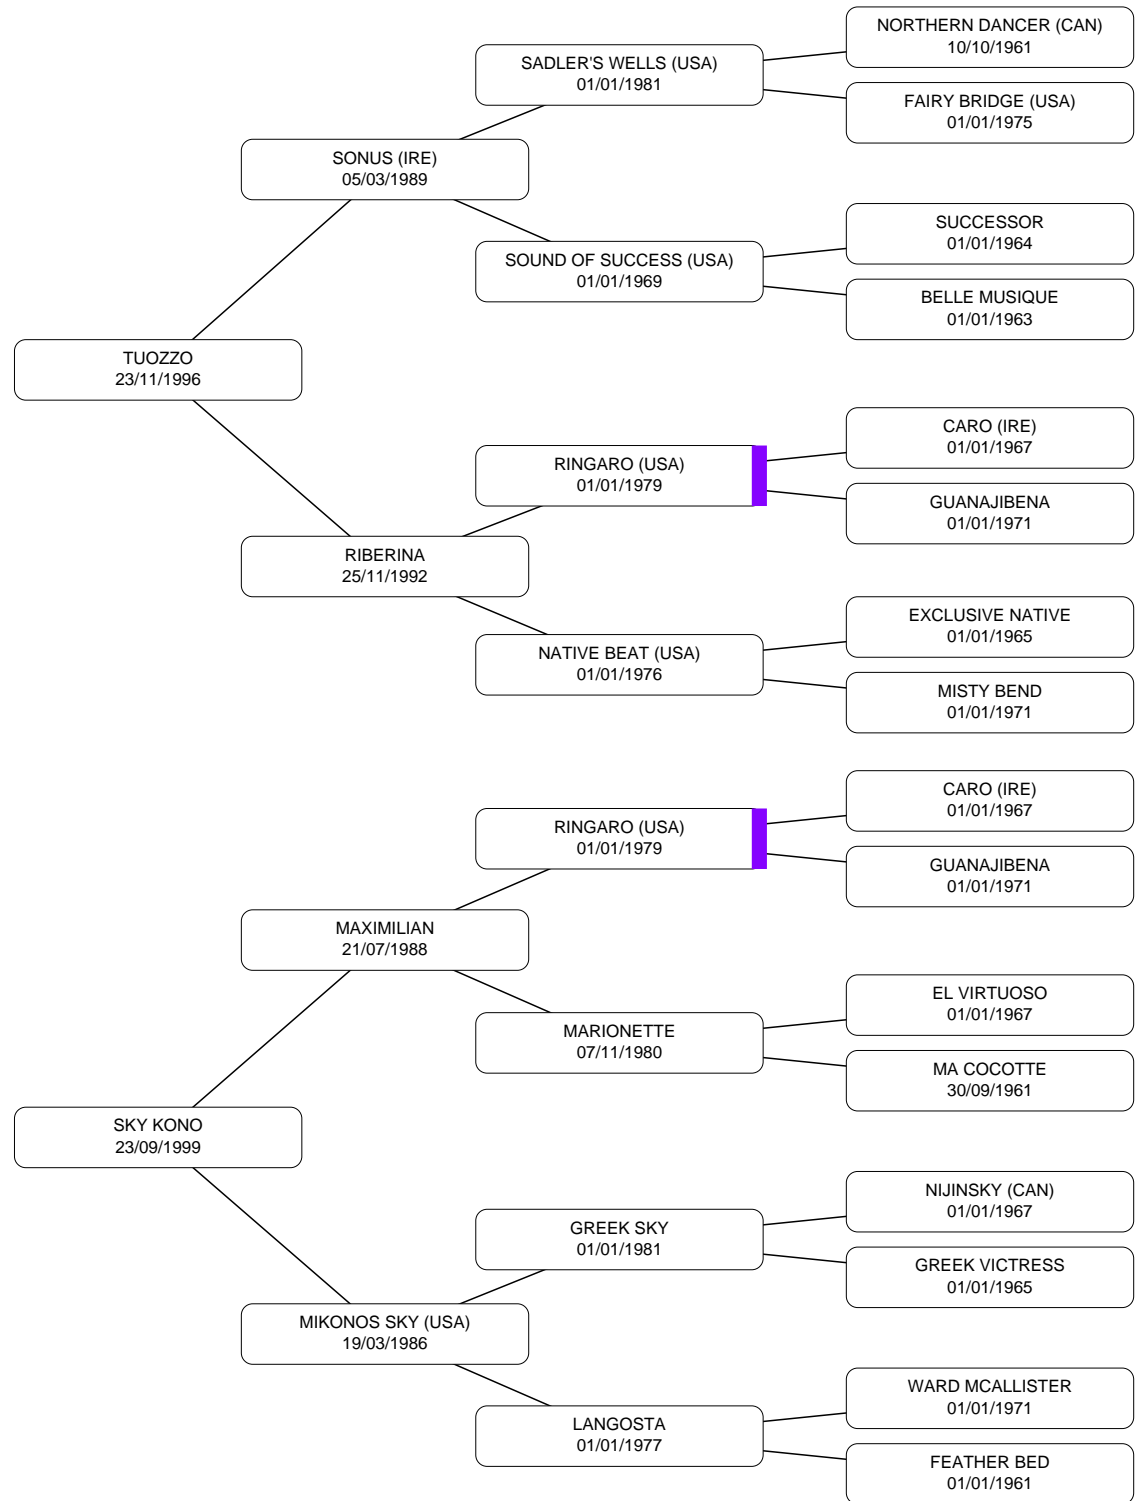 NORTHERN DANCER (CAN)
10/10/1961
SADLER'S WELLS (USA)
01/01/1981
FAIRY BRIDGE (USA)
01/01/1975
SONUS (IRE)
05/03/1989
SUCCESSOR
01/01/1964
SOUND OF SUCCESS (USA)
01/01/1969
BELLE MUSIQUE
01/01/1963
TUOZZO
23/11/1996
CARO (IRE)
01/01/1967
RINGARO (USA)
01/01/1979
GUANAJIBENA
01/01/1971
RIBERINA
25/11/1992
EXCLUSIVE NATIVE
01/01/1965
NATIVE BEAT (USA)
01/01/1976
MISTY BEND
01/01/1971
CARO (IRE)
01/01/1967
RINGARO (USA)
01/01/1979
GUANAJIBENA
01/01/1971
MAXIMILIAN
21/07/1988
EL VIRTUOSO
01/01/1967
MARIONETTE
07/11/1980
MA COCOTTE
30/09/1961
SKY KONO
23/09/1999
NIJINSKY (CAN)
01/01/1967
GREEK SKY
01/01/1981
GREEK VICTRESS
01/01/1965
MIKONOS SKY (USA)
19/03/1986
WARD MCALLISTER
01/01/1971
LANGOSTA
01/01/1977
FEATHER BED
01/01/1961